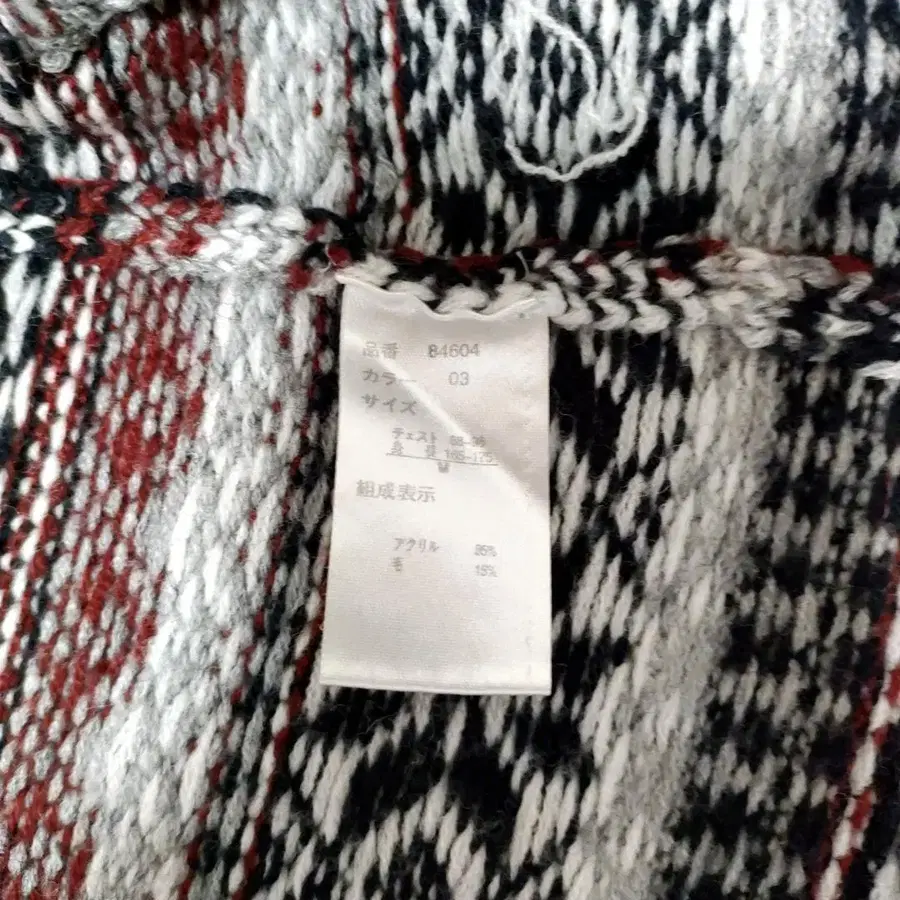 品番 84604
カラー 03
サイズ
チェスト 88-96
身 長 165-175
M
組成表示
アクリル 85%
毛 15%